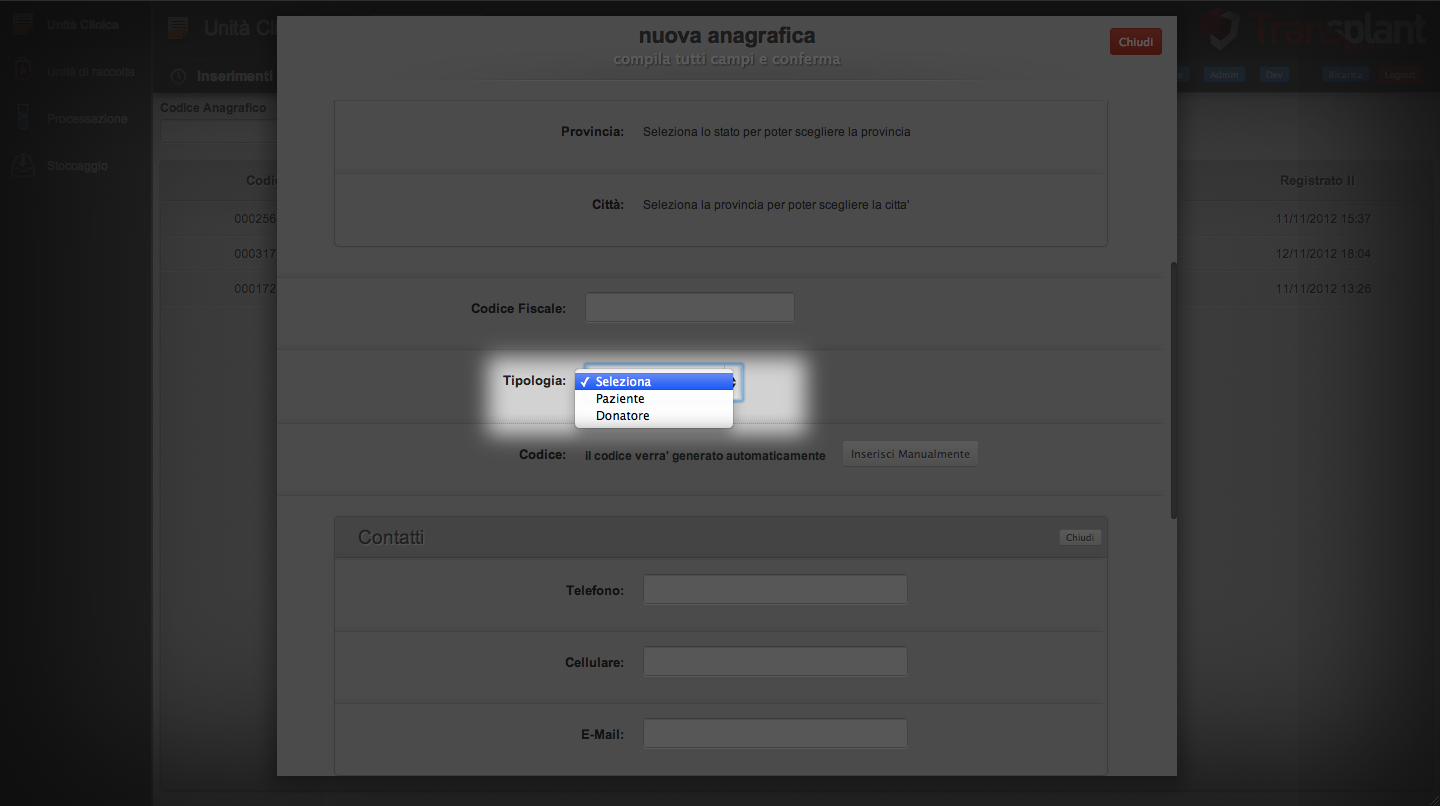 Unità Clinica
Unità di raccolta
Processazione
Stoccaggio
Unità Cl
Inserimenti
Codice Anagrafico
Codi
000256
000317
000172
nuova anagrafica
compila tutti campi e conferma
Chiudi
Transplant
Admin
Dev
Ricarica
Logout
Registrato Il
11/11/2012 15:37
12/11/2012 18:04
11/11/2012 13:26
Provincia: Seleziona lo stato per poter scegliere la provincia
Città: Seleziona la provincia per poter scegliere la citta'
Codice Fiscale:
Tipologia:
✓ Seleziona
Paziente
Donatore
Codice: il codice verra' generato automaticamente Inserisci Manualmente
Contatti Chiudi
Telefono:
Cellulare:
E-Mail: